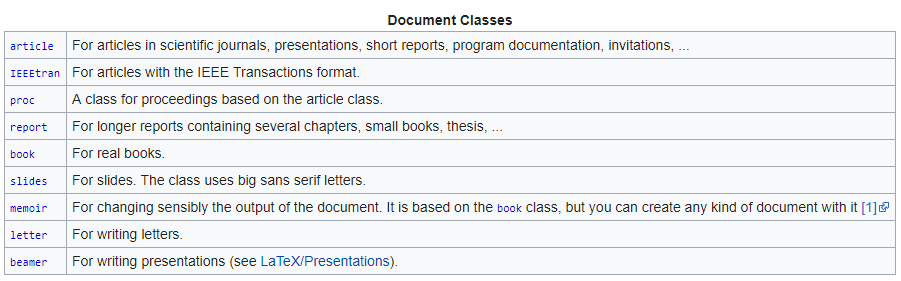 Document Classes
article For articles in scientific journals, presentations, short reports, program documentation, invitations, ...
IEEEtran For articles with the IEEE Transactions format.
proc A class for proceedings based on the article class.
report For longer reports containing several chapters, small books, thesis, ...
book For real books.
slides For slides. The class uses big sans serif letters.
memoir For changing sensibly the output of the document. It is based on the book class, but you can create any kind of document with it [1]
letter For writing letters.
beamer For writing presentations (see LaTeX/Presentations).